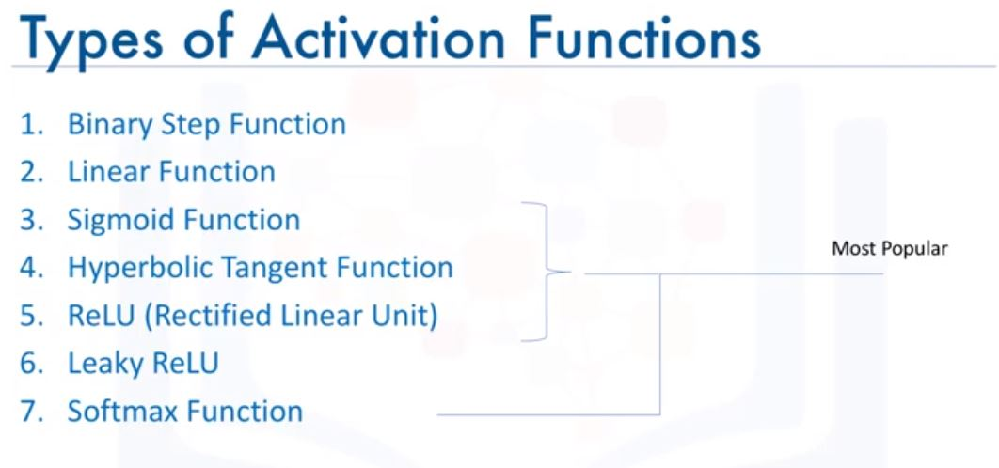 Types of Activation Functions
1. Binary Step Function
2. Linear Function
3. Sigmoid Function
4. Hyperbolic Tangent Function
5. ReLU (Rectified Linear Unit)
6. Leaky ReLU
7. Softmax Function
Most Popular